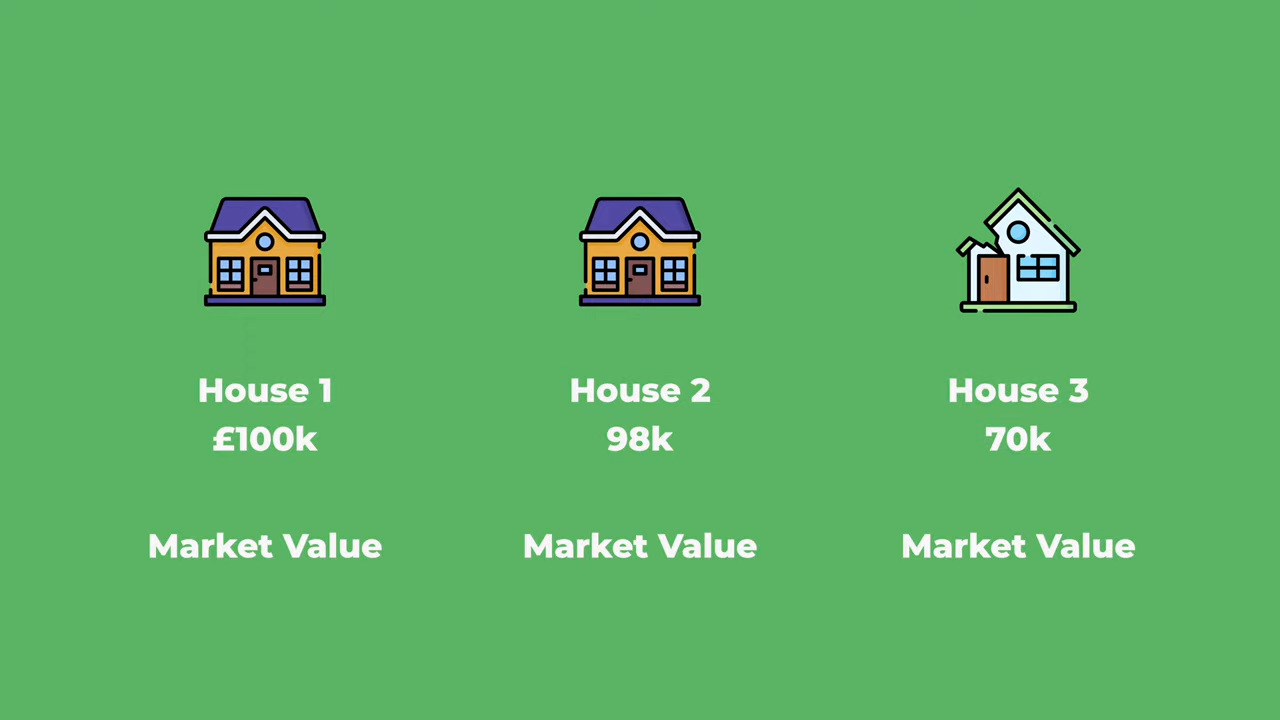 House 1
£100k
Market Value
House 2
98k
Market Value
House 3
70k
Market Value